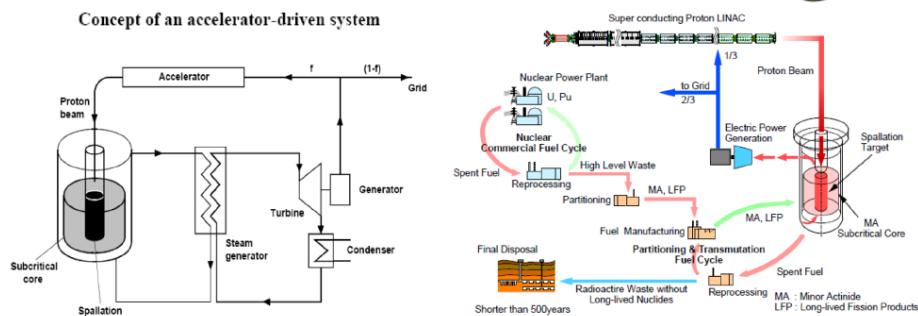 Concept of an accelerator-driven system
Accelerator
f
(1-f)
Grid
Proton
beam
Generator
Turbine
Steam
generator
Condenser
Subcritical
core
Spallation
Super conducting Proton LINAC
1/3
Proton Beam
Nuclear Power Plant
U, Pu
to Grid
2/3
Electric Power
Generation
Spallation
Target
Nuclear
Commercial Fuel Cycle
High Level Waste
Spent Fuel
Reprocessing
Partitioning
MA, LFP
MA, LFP
MA
Subcritical Core
Fuel Manufacturing
Partitioning & Transmutation
Fuel Cycle
Final Disposal
Spent Fuel
Radioactire Waste without
Long-lived Nuclides
Reprocessing
Shorter than 500years
MA : Minor Actinide
LFP : Long-lived Fission Products